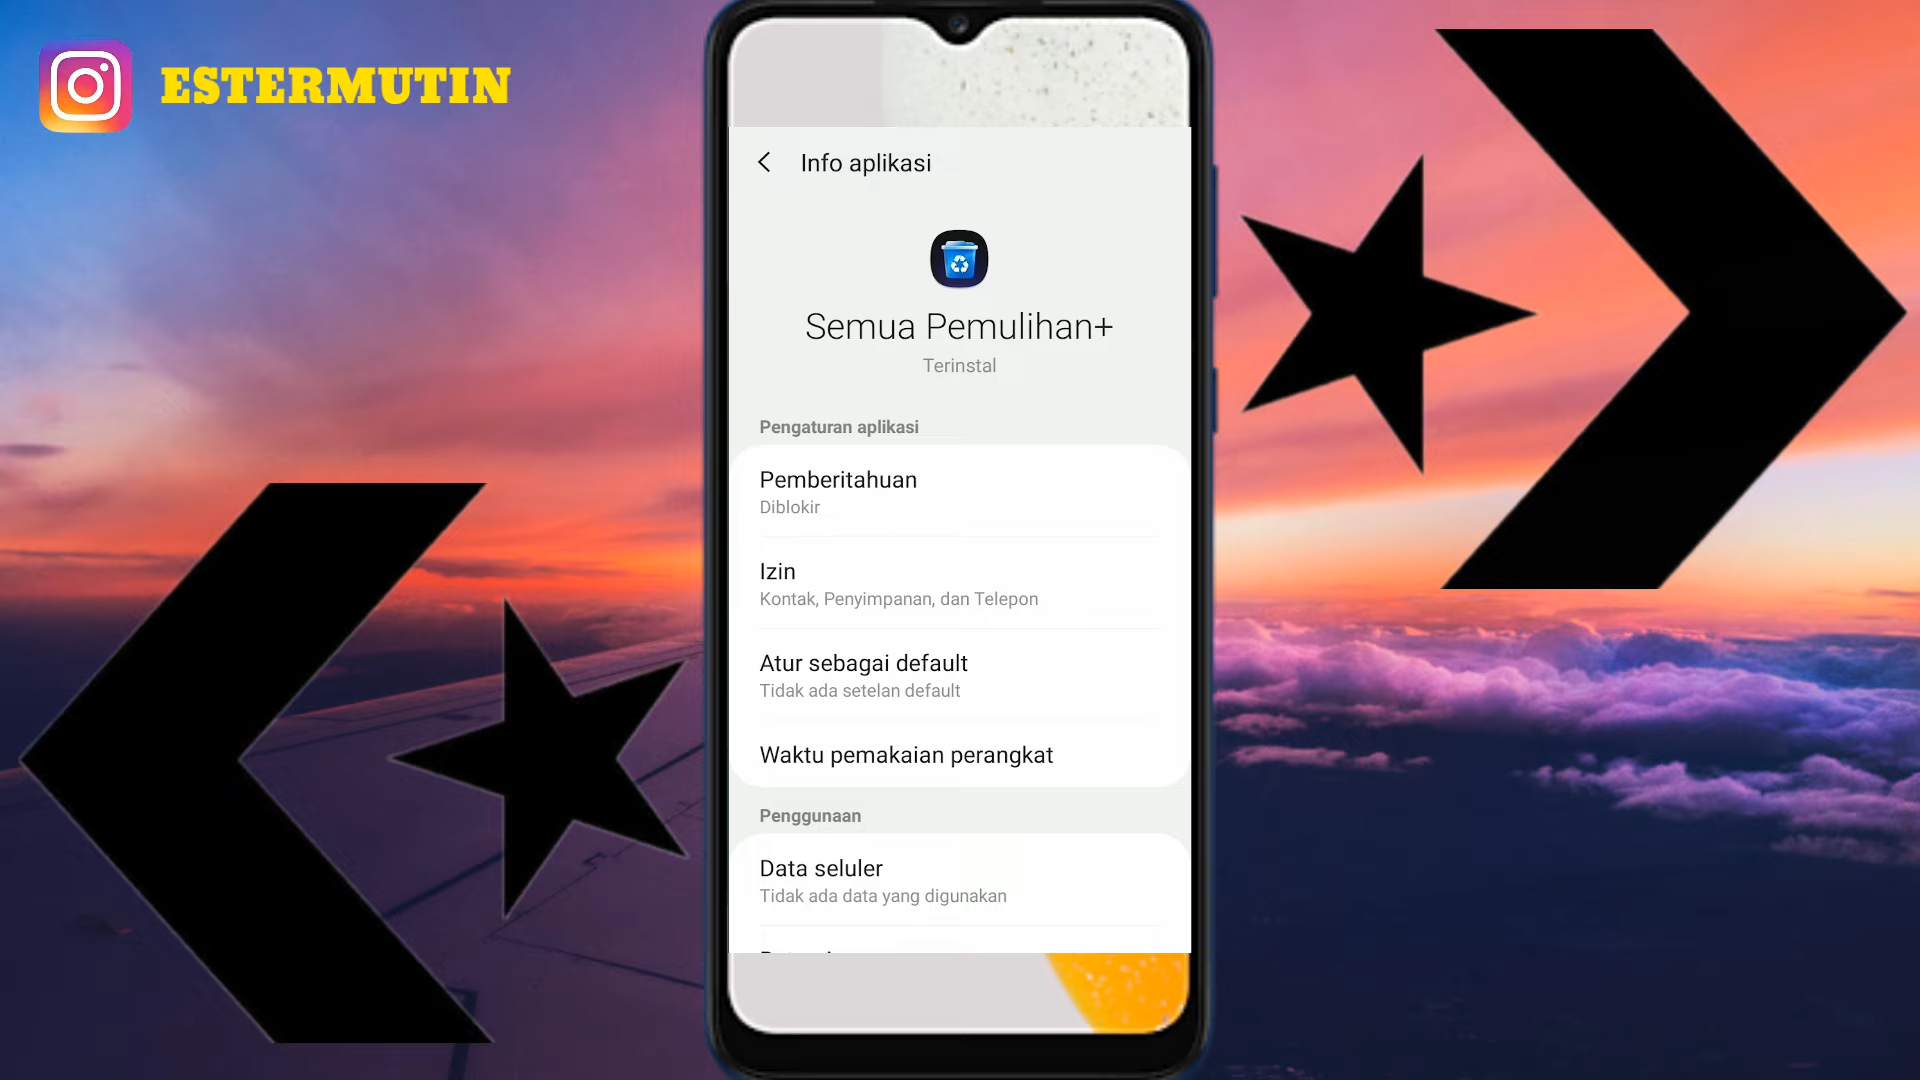 ESTERMUTIN
Info aplikasi
Semua Pemulihan+
Terinstal
Pengaturan aplikasi
Pemberitahuan
Diblokir
Izin
Kontak, Penyimpanan, dan Telepon
Atur sebagai default
Tidak ada setelan default
Waktu pemakaian perangkat
Penggunaan
Data seluler
Tidak ada data yang digunakan